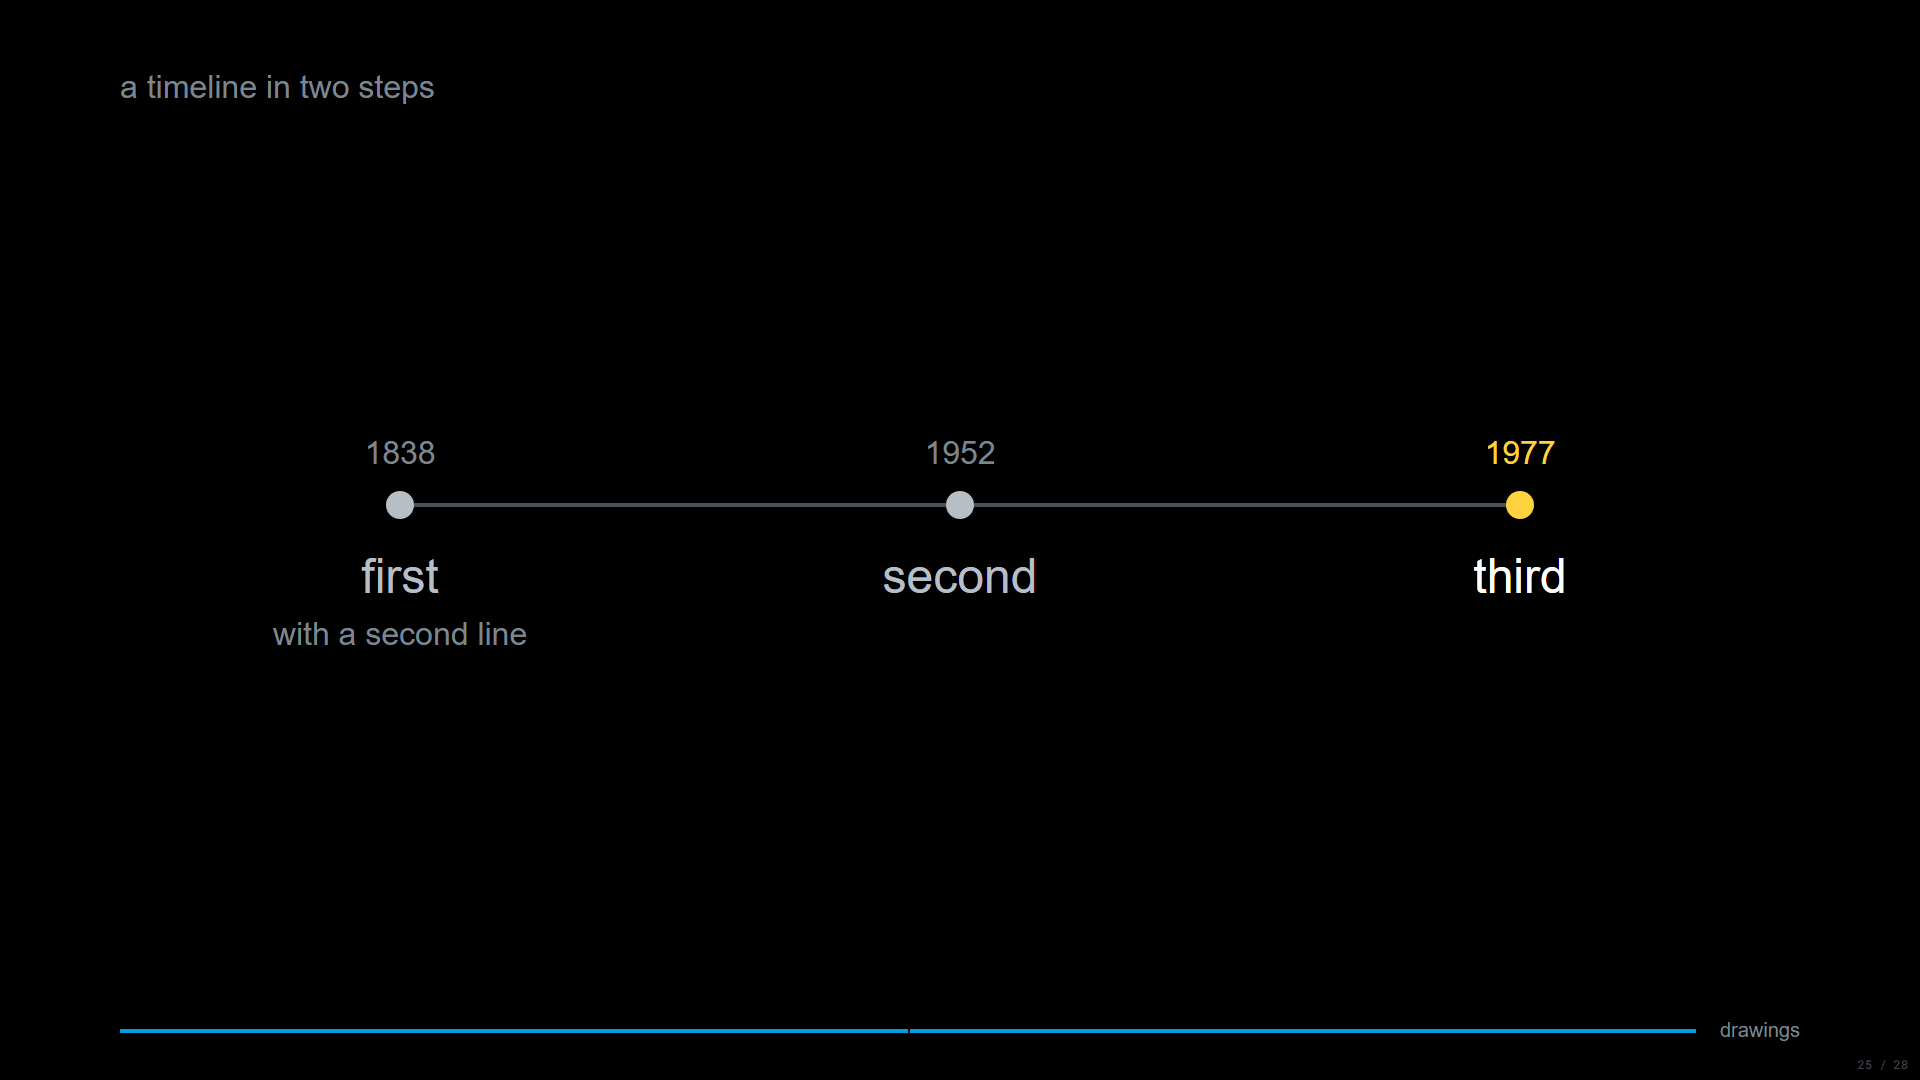 a timeline in two steps
1838
1952
1977
first
second
third
with a second line
drawings
25 / 28